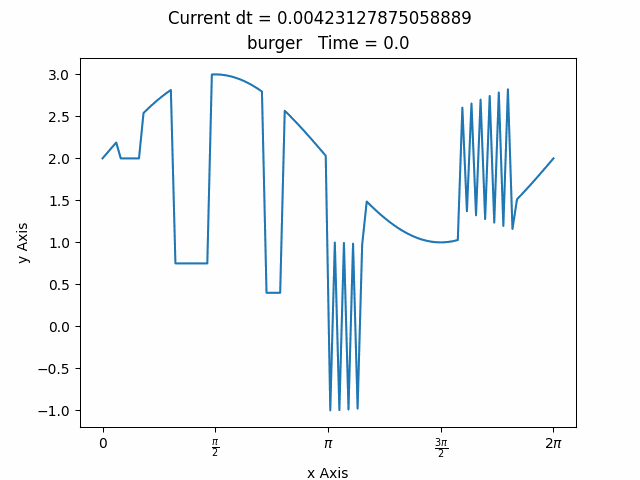 Current dt = 0.00423127875058889
burger   Time = 0.0
3.0
2.5
2.0
1.5
1.0
0.5
0.0
−0.5
−1.0
y Axis
0
π/2
π
3π/2
2π
x Axis